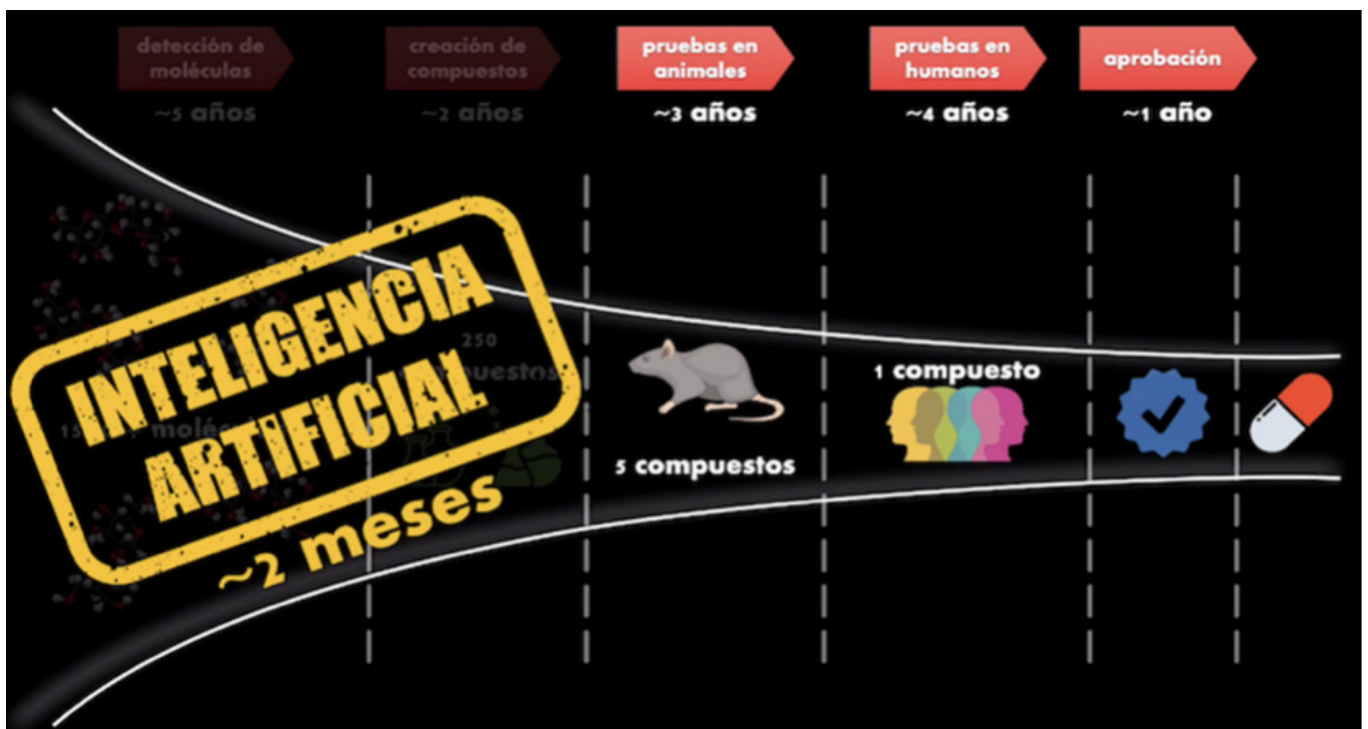 detección de
moléculas
~5 años
creación de
compuestos
~2 años
pruebas en
animales
~3 años
pruebas en
humanos
~4 años
aprobación
~1 año
INTELIGENCIA
ARTIFICIAL
~2 meses
250
5 compuestos
1 compuesto